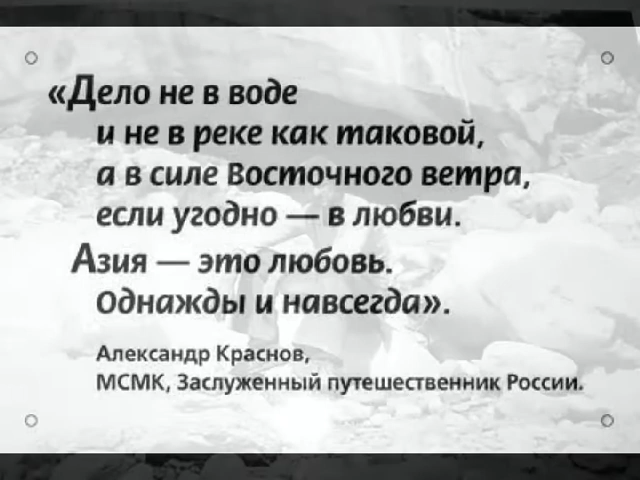 «Дело не в воде
и не в реке как таковой,
а в силе Восточного ветра,
если угодно — в любви.
Азия — это любовь.
Однажды и навсегда».
Александр Краснов,
МСМК, Заслуженный путешественник России.